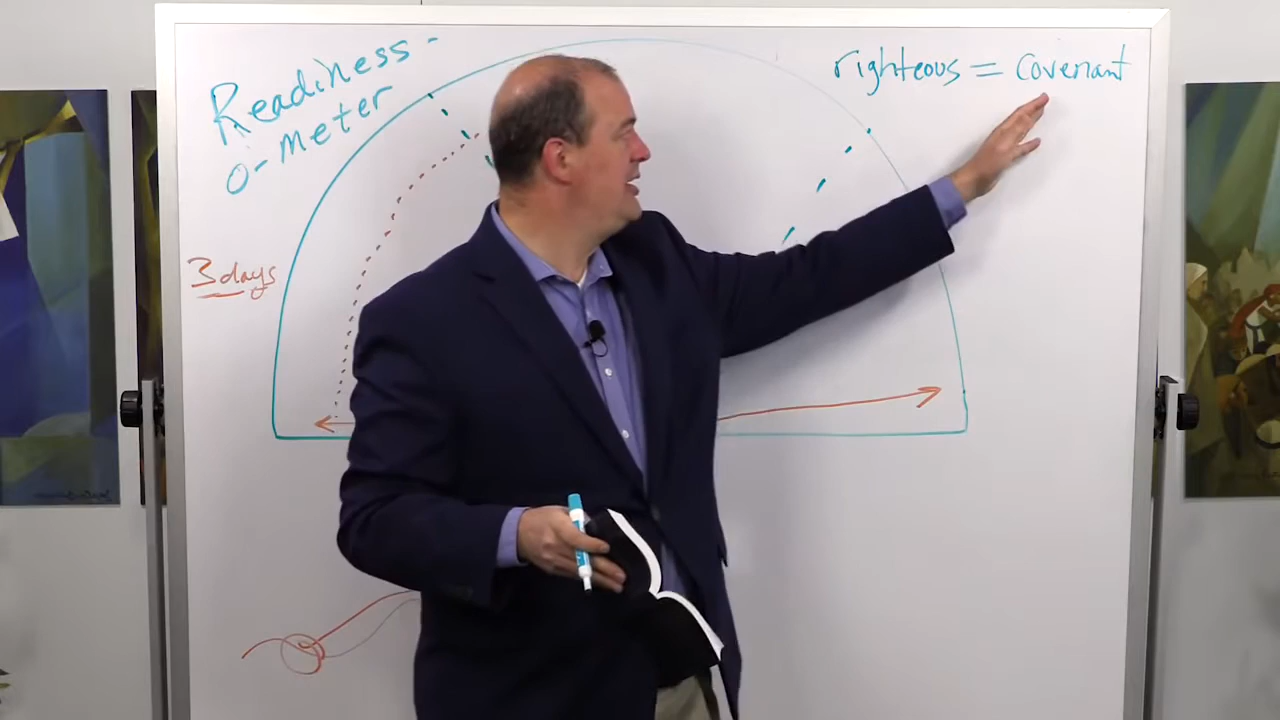 Readiness-
o-meter
righteous = covenant
3 days